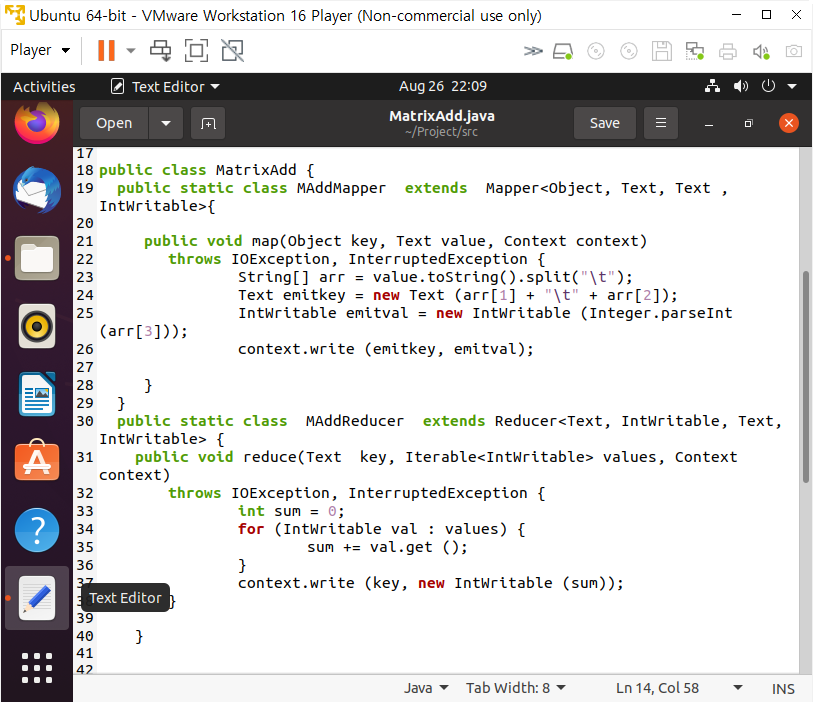 Ubuntu 64-bit - VMware Workstation 16 Player (Non-commercial use only)
Player
Activities Text Editor Aug 26 22:09
Open MatrixAdd.java Save
~/Project/src
17
18 public class MatrixAdd {
19 public static class MAddMapper extends Mapper<Object, Text, Text ,
IntWritable>{
20
21 public void map(Object key, Text value, Context context)
22 throws IOException, InterruptedException {
23 String[] arr = value.toString().split("\t");
24 Text emitkey = new Text (arr[1] + "\t" + arr[2]);
25 IntWritable emitval = new IntWritable (Integer.parseInt
(arr[3]));
26 context.write (emitkey, emitval);
27
28 }
29 }
30 public static class MAddReducer extends Reducer<Text, IntWritable, Text,
IntWritable> {
31 public void reduce(Text key, Iterable<IntWritable> values, Context
context)
32 throws IOException, InterruptedException {
33 int sum = 0;
34 for (IntWritable val : values) {
35 sum += val.get ();
36 }
37 context.write (key, new IntWritable (sum));
Text Editor }
39
40 }
41
42
Java Tab Width: 8 Ln 14, Col 58 INS